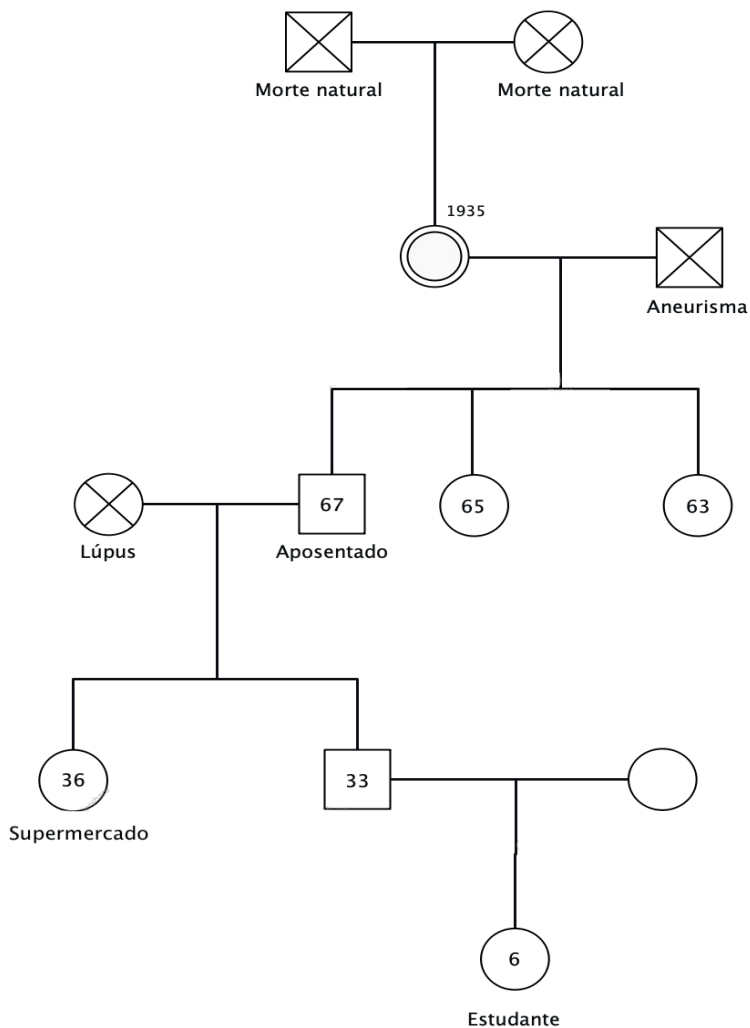 Morte natural
Morte natural
1935
Aneurisma
67
65
63
Lúpus
Aposentado
36
33
Supermercado
6
Estudante